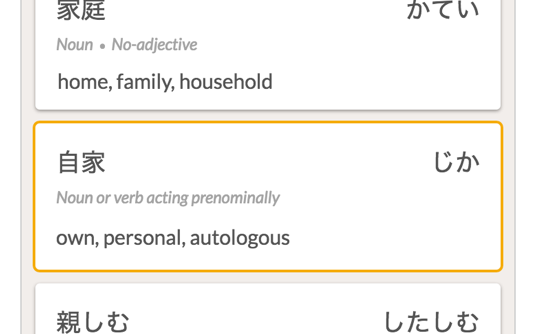 家庭 かてい
Noun • No-adjective
home, family, household
自家 じか
Noun or verb acting prenominally
own, personal, autologous
親しむ したしむ